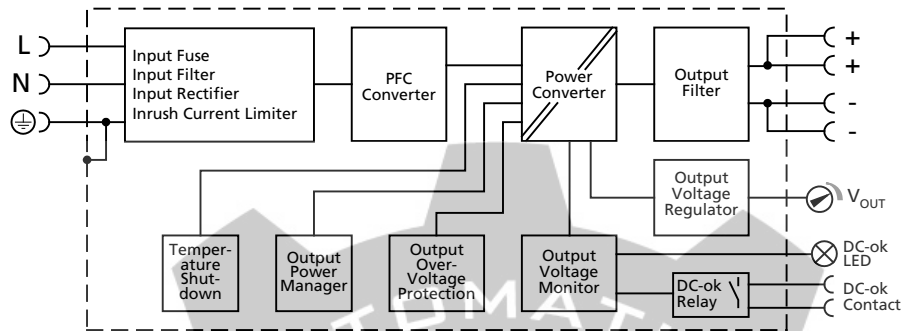 L
N
Input Fuse
Input Filter
Input Rectifier
Inrush Current Limiter
PFC
Converter
Power
Converter
Output
Filter
+
+
-
-
Output
Voltage
Regulator
V OUT
Temper-
ature
Shut-
down
Output
Power
Manager
Output
Over-
Voltage
Protection
Output
Voltage
Monitor
DC-ok
Relay
DC-ok
LED
DC-ok
Contact
TOMAT